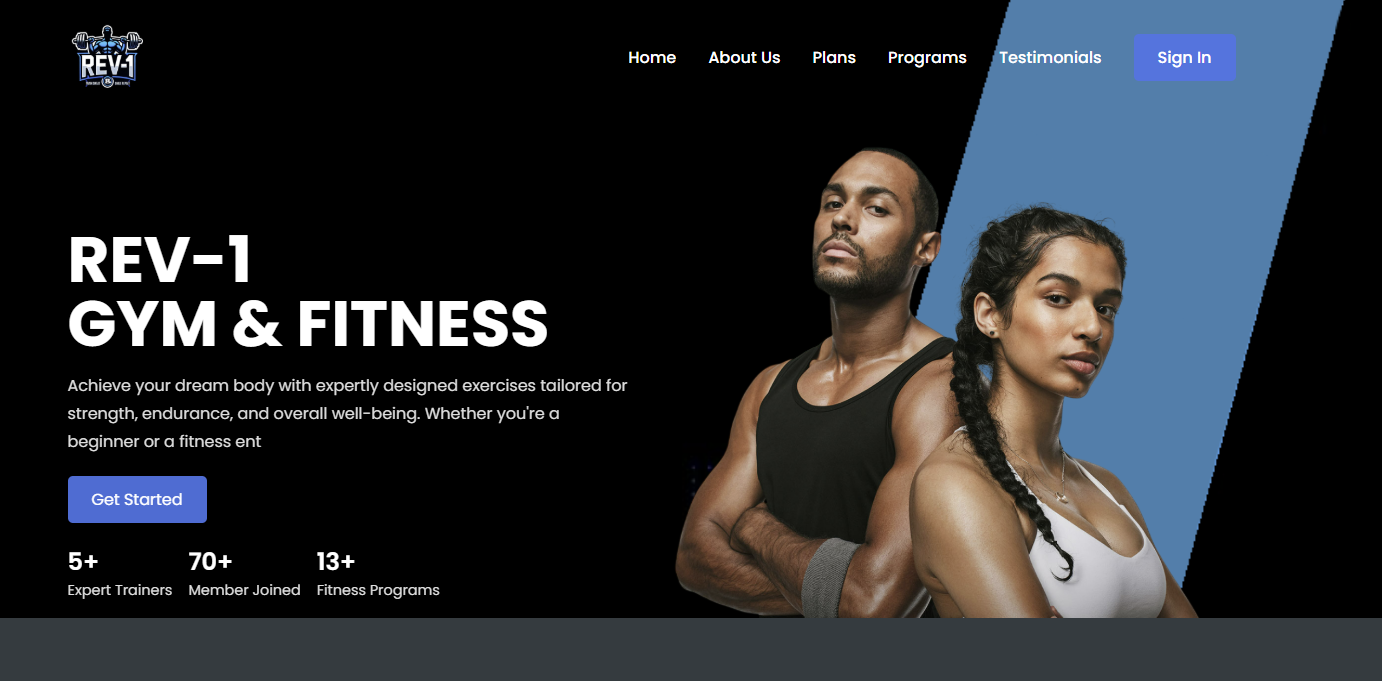 REV-1
Home About Us Plans Programs Testimonials Sign In
REV-1
GYM & FITNESS
Achieve your dream body with expertly designed exercises tailored for
strength, endurance, and overall well-being. Whether you're a
beginner or a fitness ent
Get Started
5+ 70+ 13+
Expert Trainers Member Joined Fitness Programs